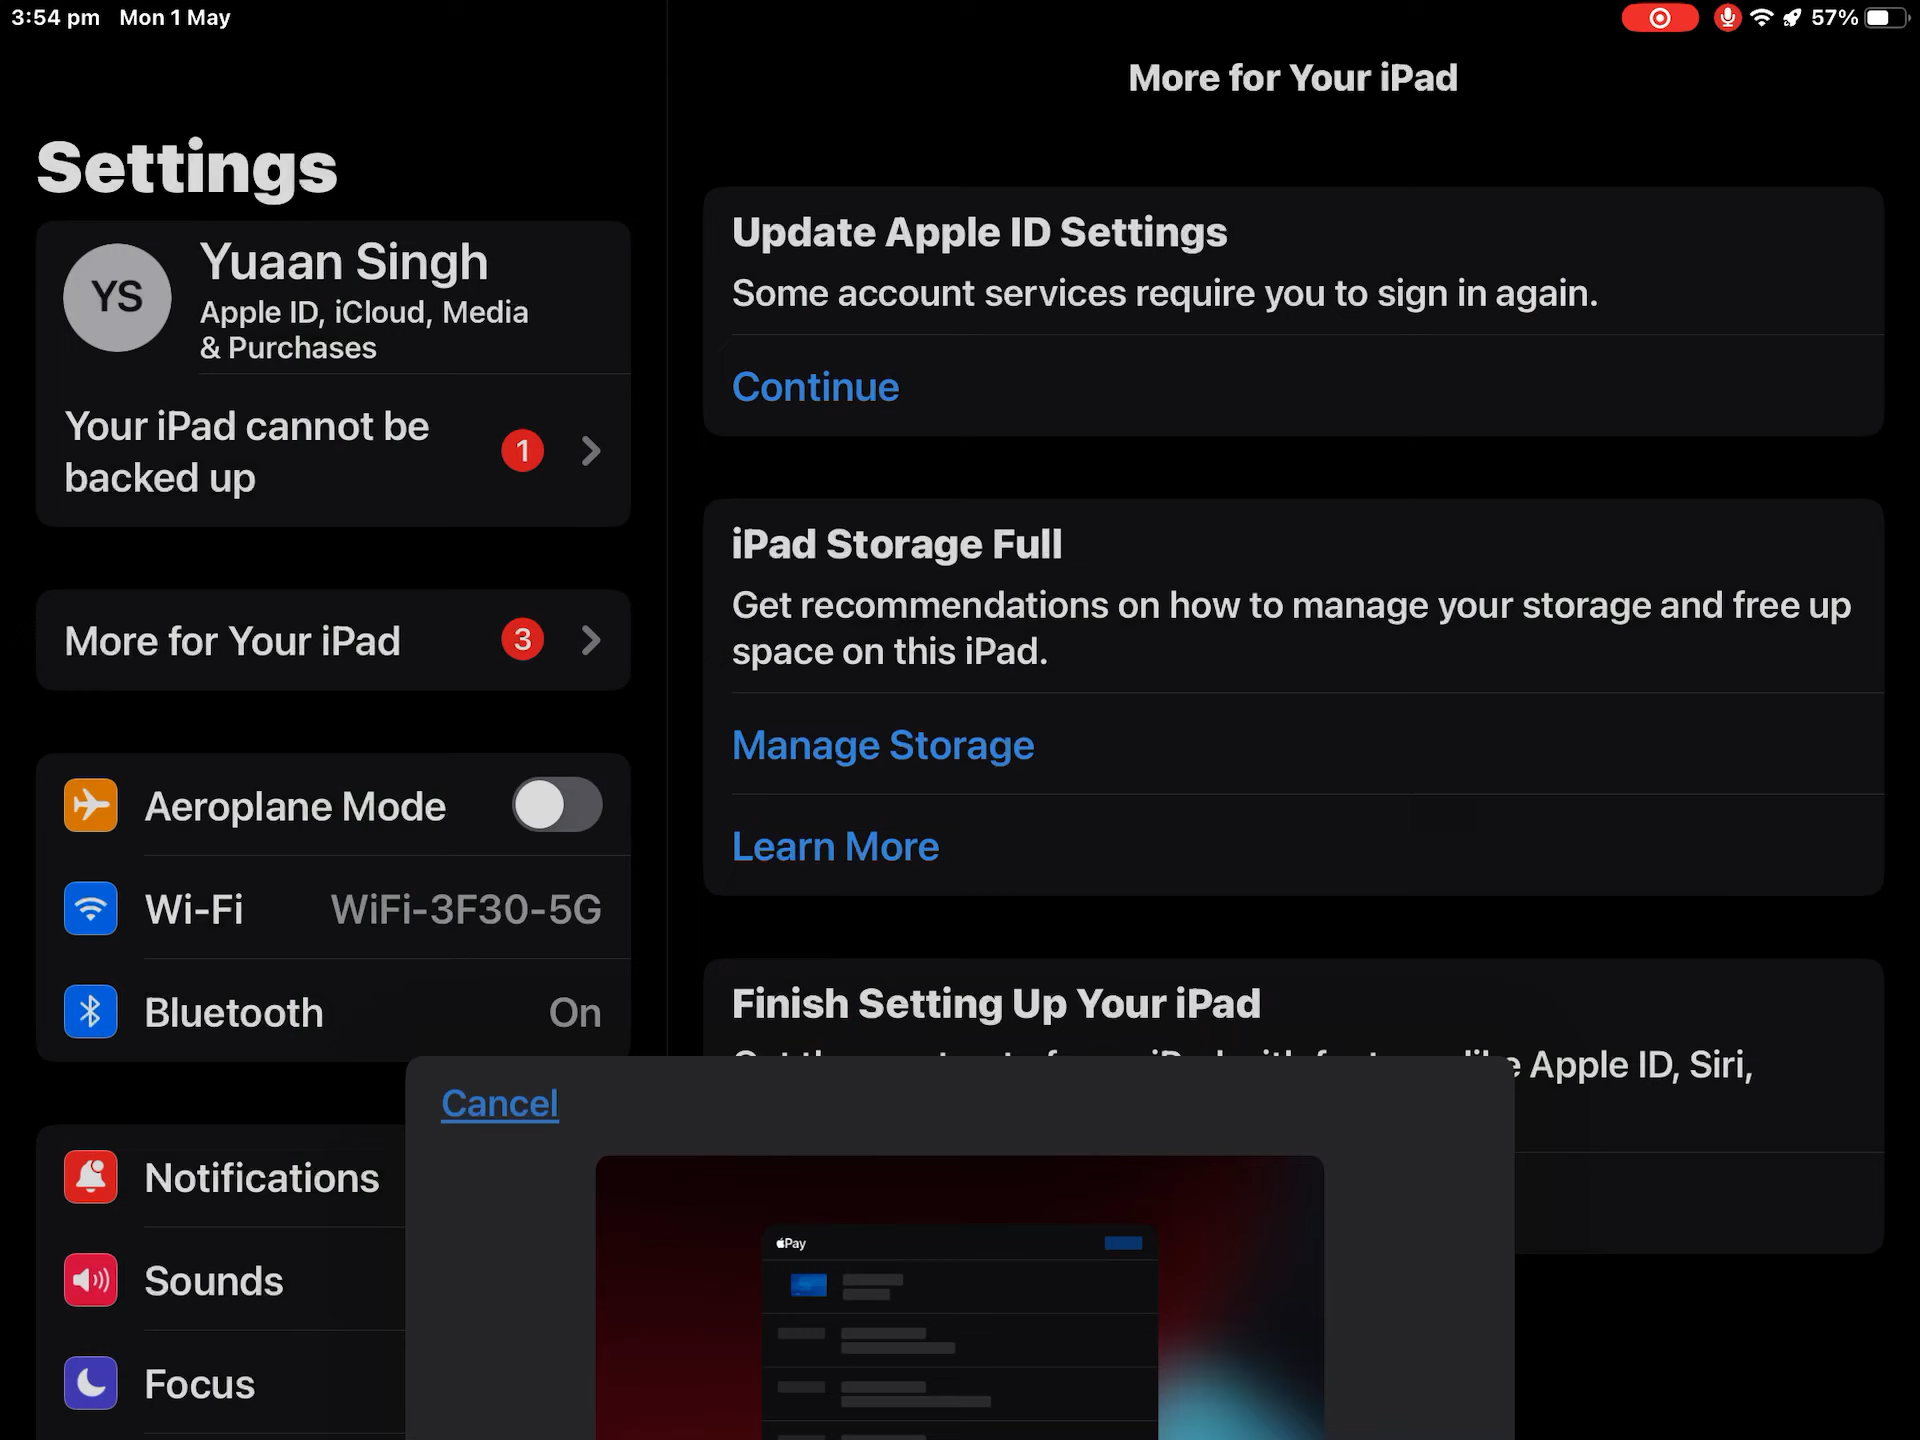 3:54 pm Mon 1 May
57%
Settings
YS
Yuaan Singh
Apple ID, iCloud, Media
& Purchases
Your iPad cannot be
backed up
1
More for Your iPad
3
Aeroplane Mode
Wi-Fi
WiFi-3F30-5G
Bluetooth
On
Notifications
Sounds
Focus
More for Your iPad
Update Apple ID Settings
Some account services require you to sign in again.
Continue
iPad Storage Full
Get recommendations on how to manage your storage and free up
space on this iPad.
Manage Storage
Learn More
Finish Setting Up Your iPad
Apple ID, Siri,
Cancel
Pay